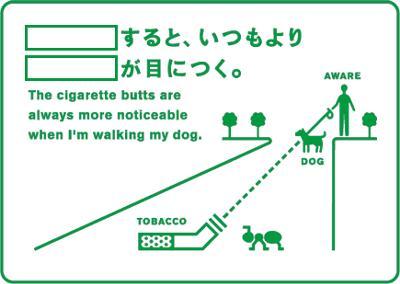 すると、いつもより
が目につく。
The cigarette butts are
always more noticeable
when I'm walking my dog.
AWARE
DOG
TOBACCO